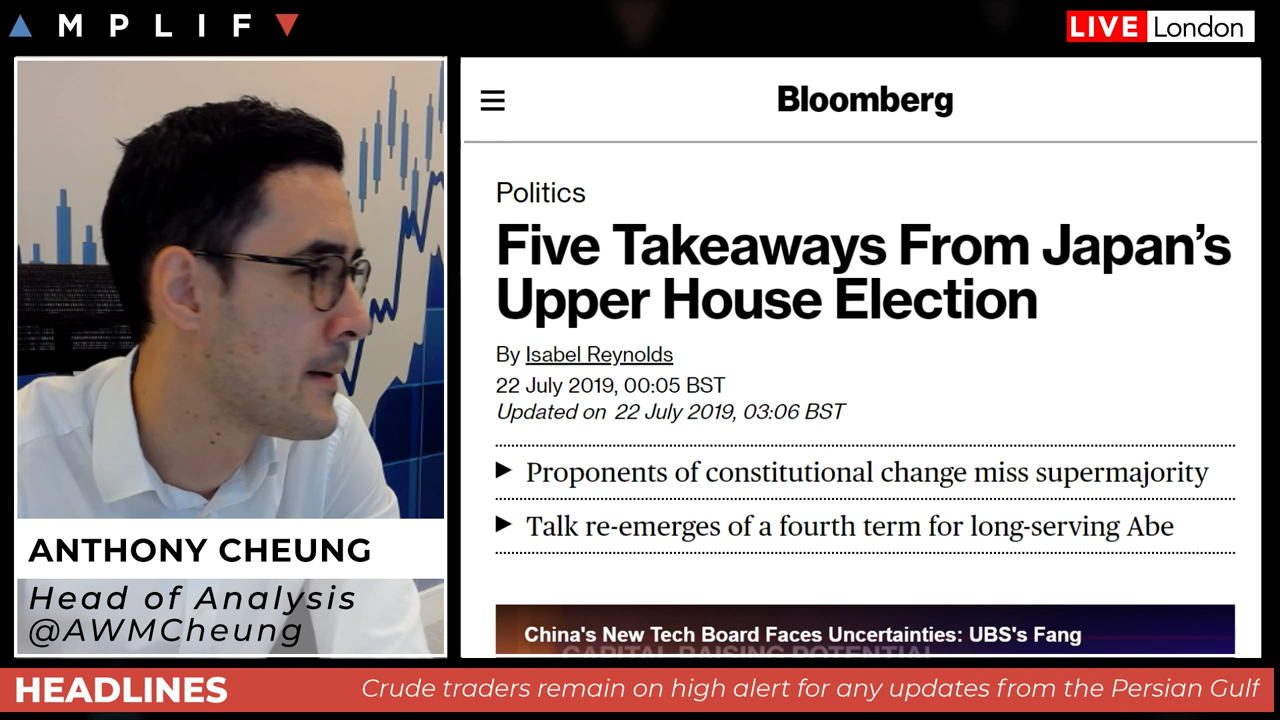 ▲ M P L I F ▼
LIVE London
Bloomberg
Politics
Five Takeaways From Japan’s
Upper House Election
By Isabel Reynolds
22 July 2019, 00:05 BST
Updated on 22 July 2019, 03:06 BST
Proponents of constitutional change miss supermajority
Talk re-emerges of a fourth term for long-serving Abe
China's New Tech Board Faces Uncertainties: UBS's Fang
CAPITAL RAISING POTENTIAL
ANTHONY CHEUNG
Head of Analysis
@AWMCheung
HEADLINES
Crude traders remain on high alert for any updates from the Persian Gulf